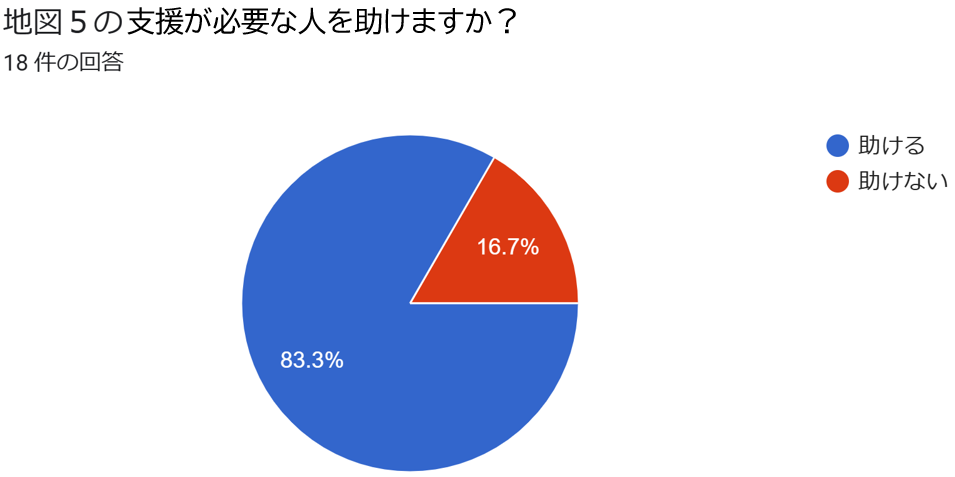 地図５の支援が必要な人を助けますか？
18 件の回答
助ける
助けない
16.7%
83.3%